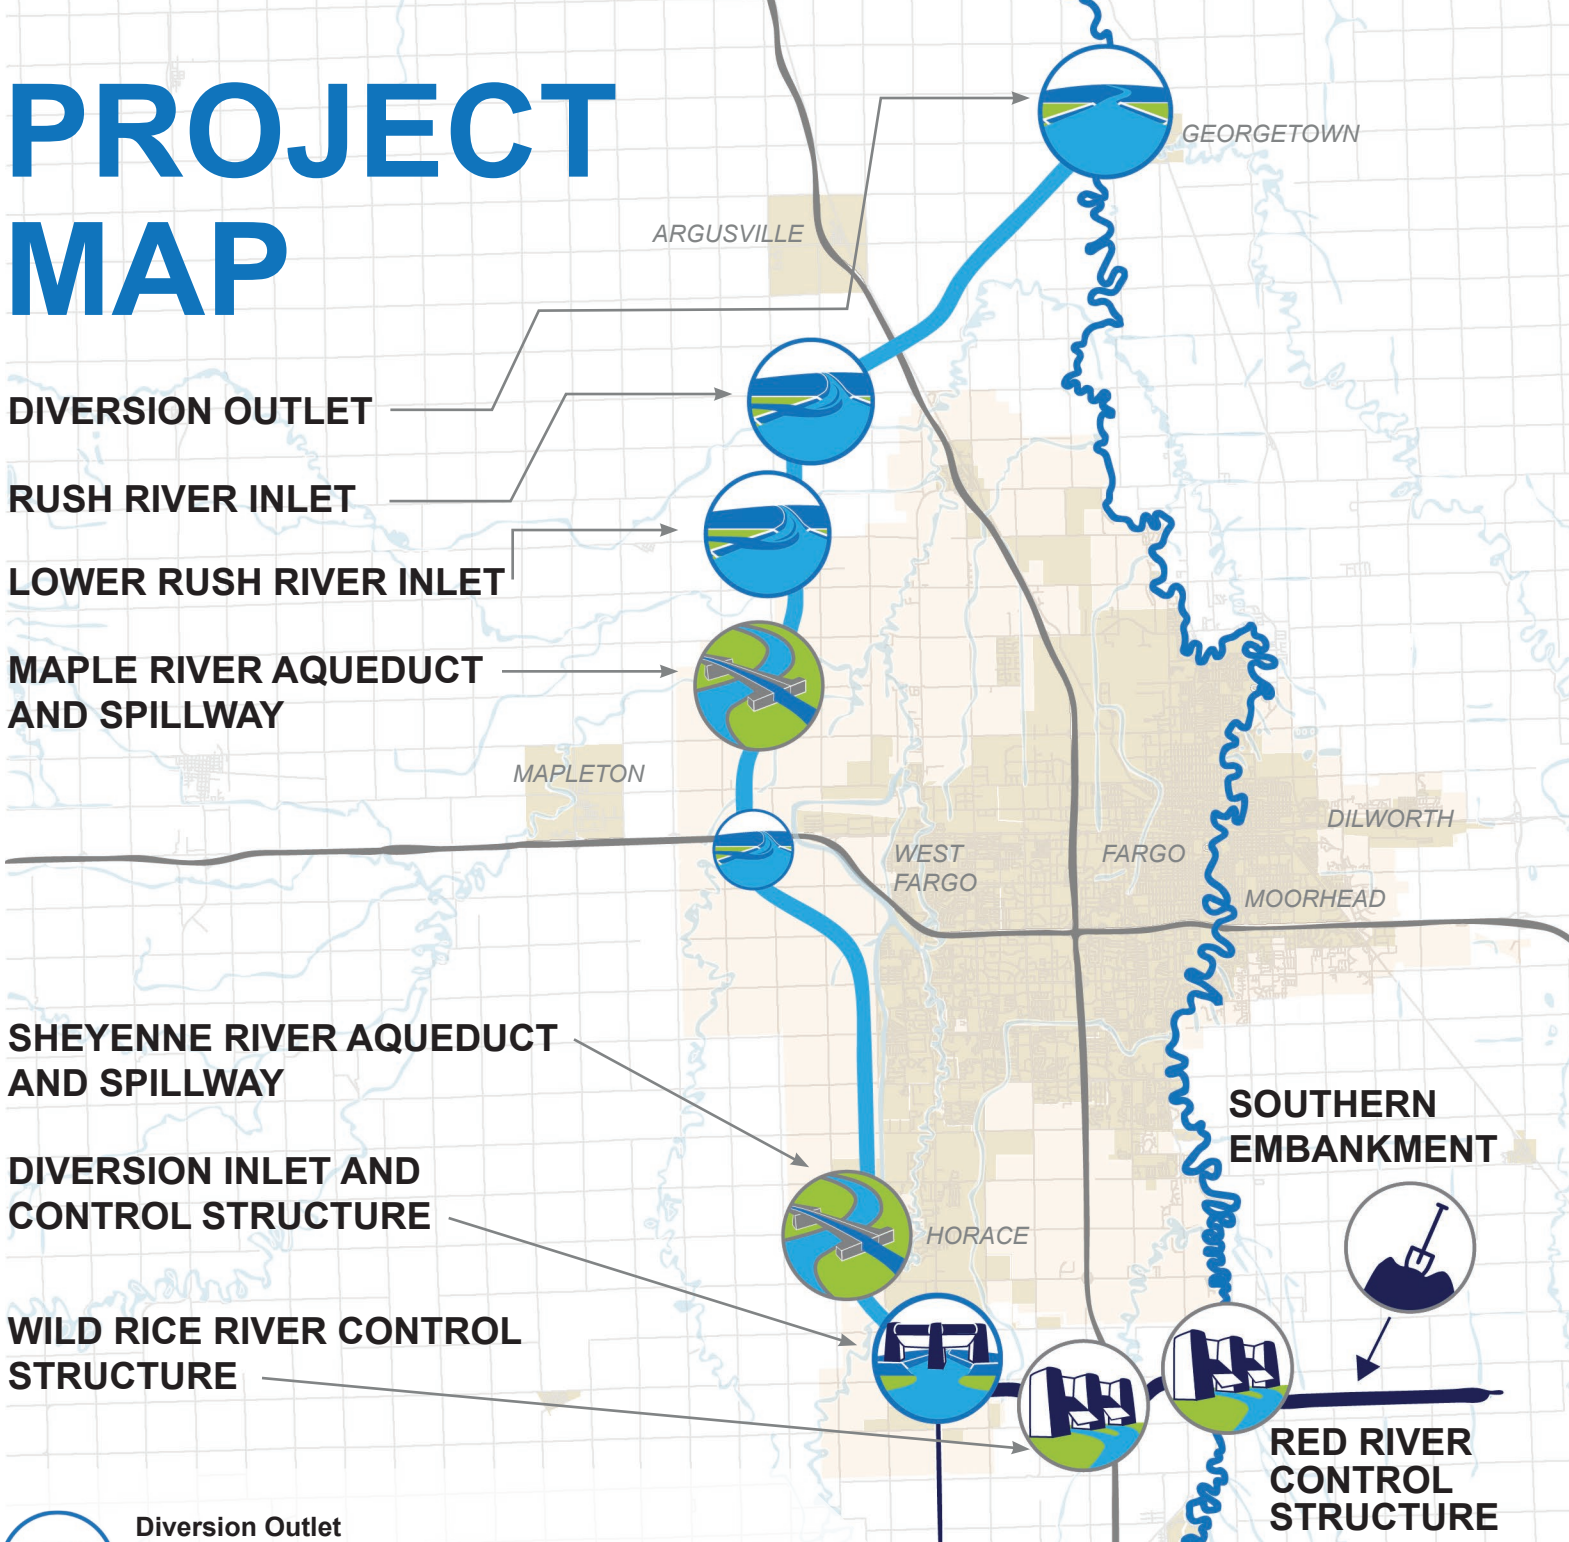 PROJECT
MAP
GEORGETOWN
ARGUSVILLE
DIVERSION OUTLET
RUSH RIVER INLET
LOWER RUSH RIVER INLET
MAPLE RIVER AQUEDUCT
AND SPILLWAY
MAPLETON
DILWORTH
WEST
FARGO
FARGO
MOORHEAD
SHEYENNE RIVER AQUEDUCT
AND SPILLWAY
SOUTHERN
EMBANKMENT
DIVERSION INLET AND
CONTROL STRUCTURE
HORACE
WILD RICE RIVER CONTROL
STRUCTURE
RED RIVER
CONTROL
STRUCTURE
Diversion Outlet